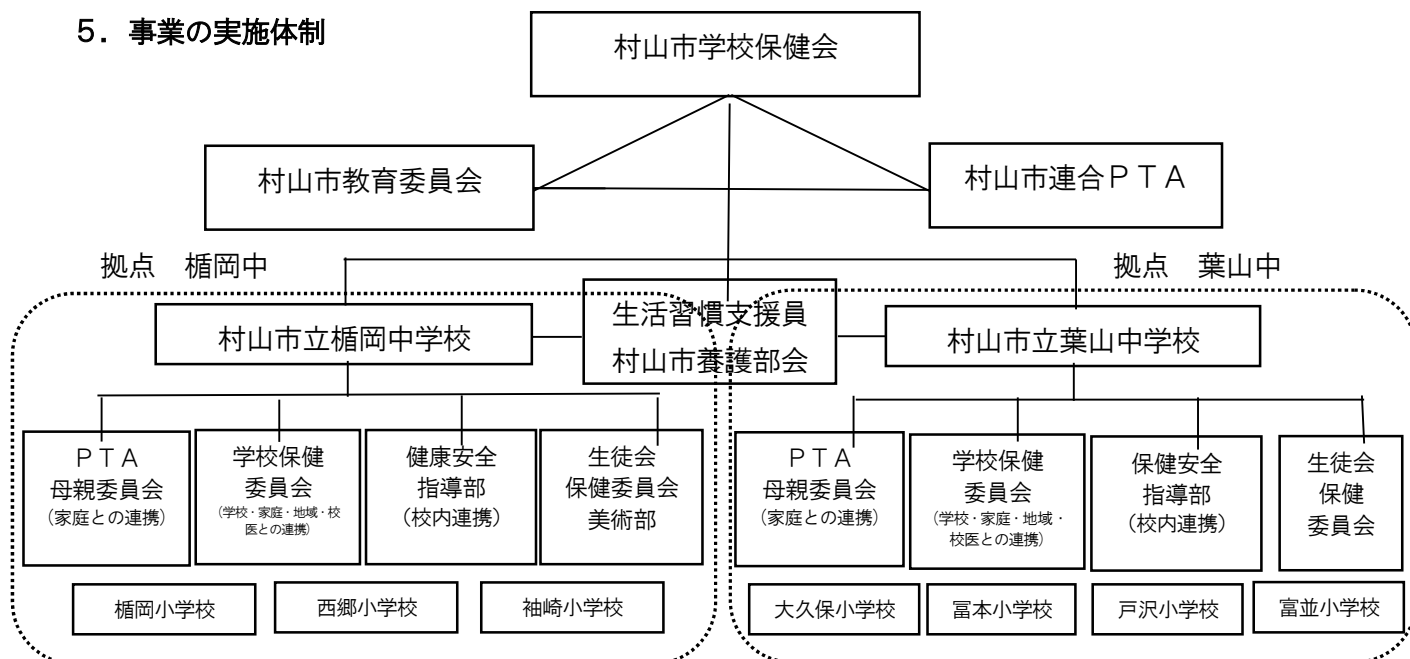 ５．事業の実施体制
村山市学校保健会
村山市教育委員会
村山市連合ＰＴＡ
拠点　楯岡中
拠点　葉山中
村山市立楯岡中学校
生活習慣支援員
村山市養護部会
村山市立葉山中学校
ＰＴＡ
母親委員会
（家庭との連携）
学校保健
委員会
（学校・家庭・地域・校
医との連携）
健康安全
指導部
（校内連携）
生徒会
保健委員会
美術部
ＰＴＡ
母親委員会
（家庭との連携）
学校保健
委員会
（学校・家庭・地域・
校医との連携）
保健安全
指導部
（校内連携）
生徒会
保健
委員会
楯岡小学校
西郷小学校
袖崎小学校
大久保小学校
冨本小学校
戸沢小学校
富並小学校